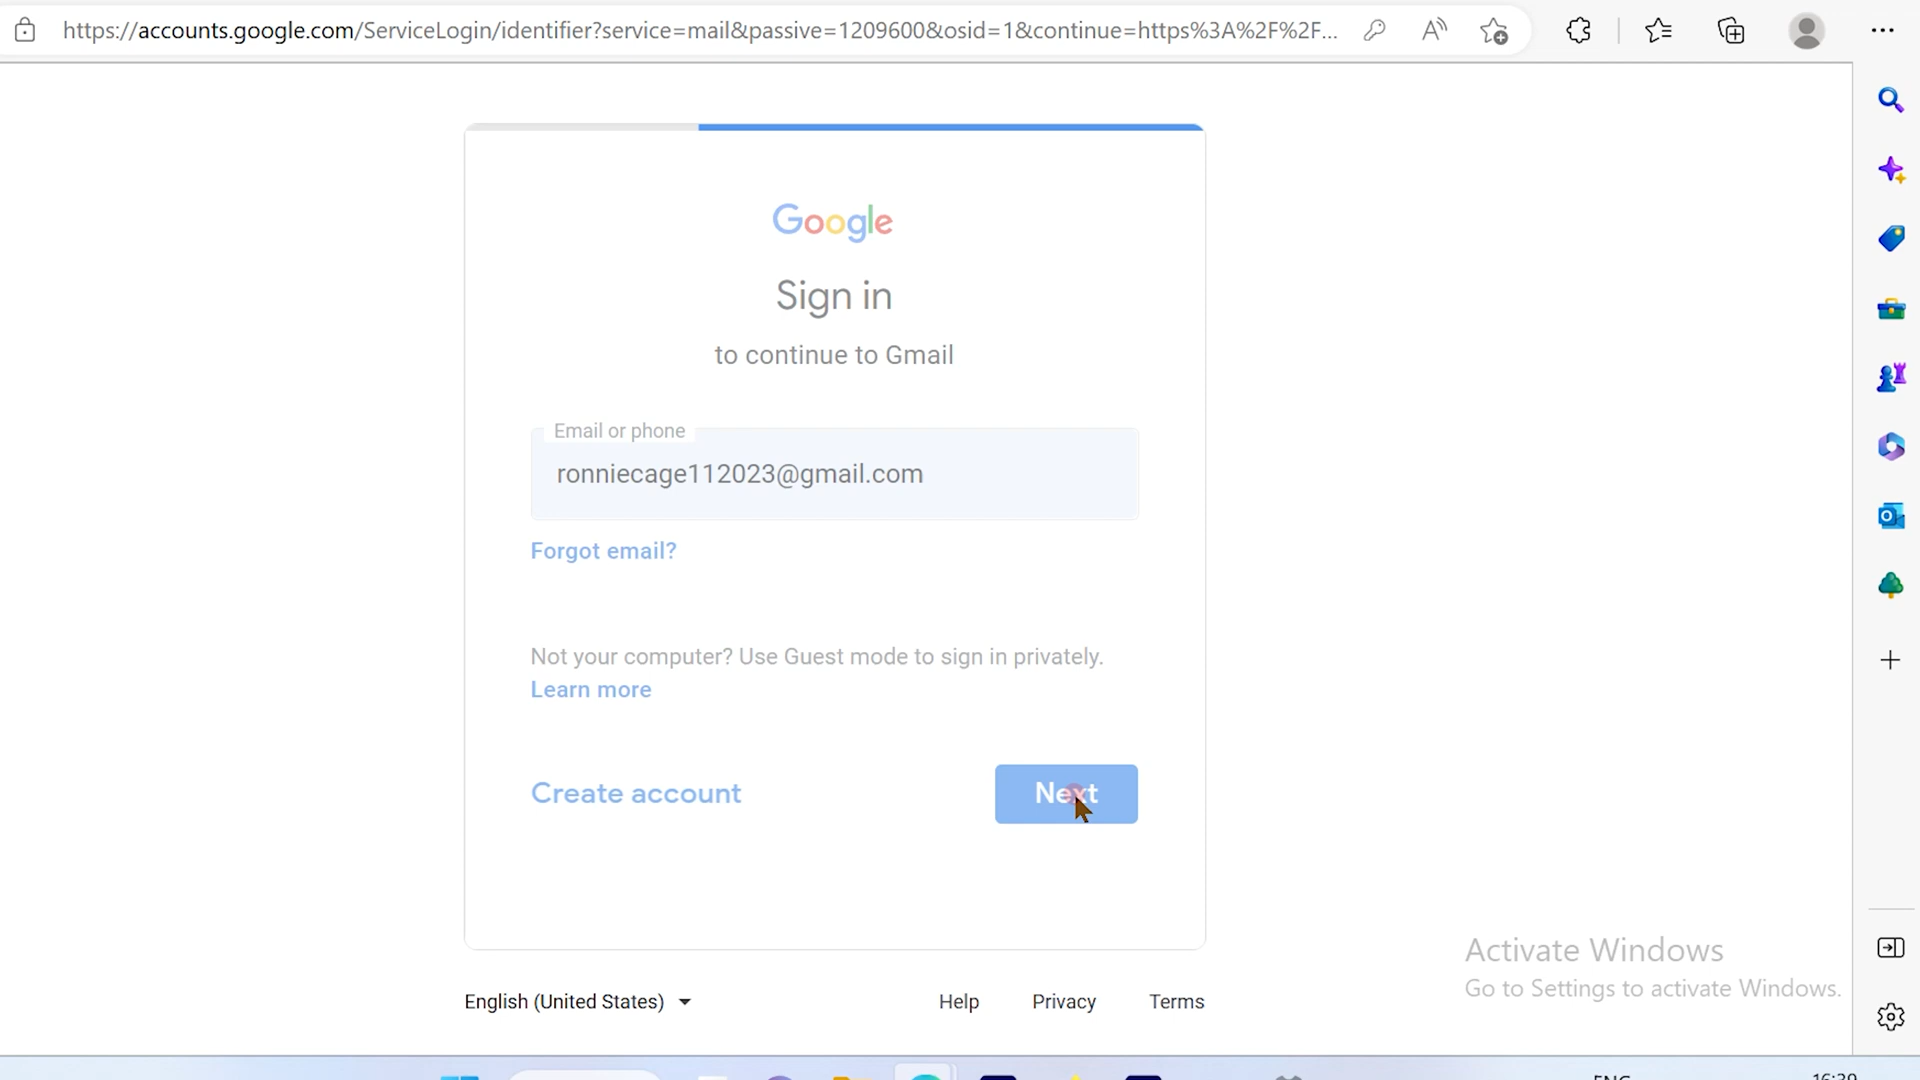 https://accounts.google.com/ServiceLogin/identifier?service=mail&passive=1209600&osid=1&continue=https%3A%2F%2F...
Google
Sign in
to continue to Gmail
Email or phone
ronniecage112023@gmail.com
Forgot email?
Not your computer? Use Guest mode to sign in privately.
Learn more
Create account
Next
Activate Windows
Go to Settings to activate Windows.
English (United States)
Help
Privacy
Terms
ENG
16:39